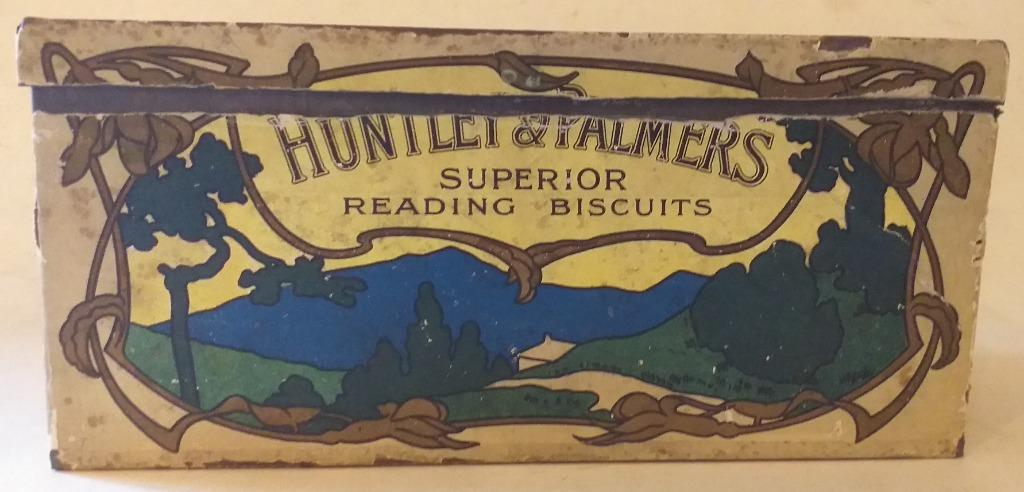 HUNTLEY & PALMERS
SUPERIOR
READING BISCUITS